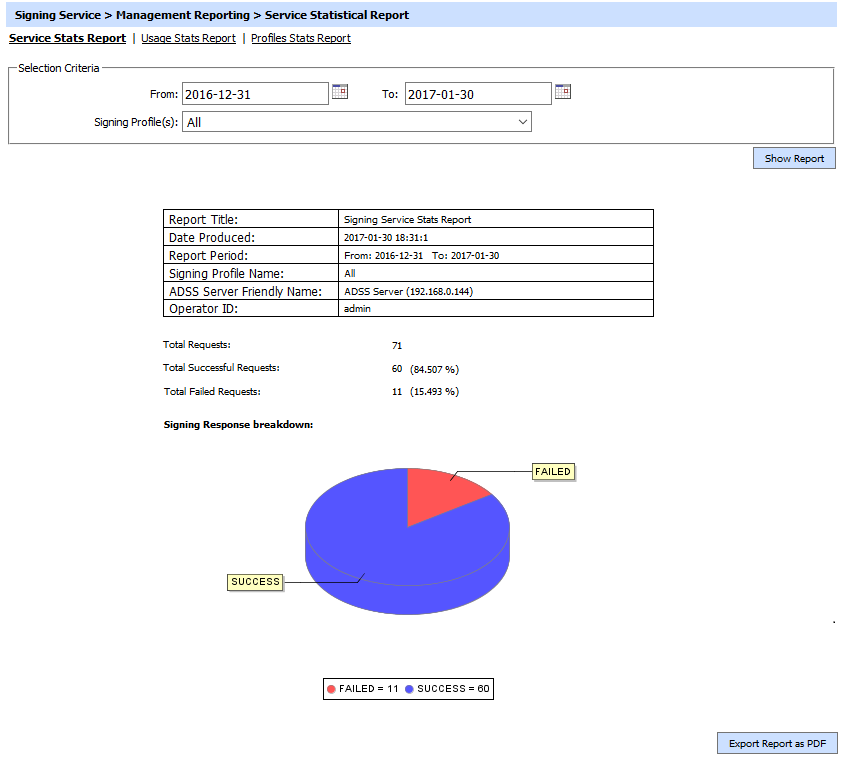 Signing Service > Management Reporting > Service Statistical Report
Service Stats Report | Usage Stats Report | Profiles Stats Report
Selection Criteria
From: 2016-12-31 To: 2017-01-30
Signing Profile(s): All
Show Report
Report Title: Signing Service Stats Report
Date Produced: 2017-01-30 18:31:1
Report Period: From: 2016-12-31 To: 2017-01-30
Signing Profile Name: All
ADSS Server Friendly Name: ADSS Server (192.168.0.144)
Operator ID: admin
Total Requests: 71
Total Successful Requests: 60 (84.507 %)
Total Failed Requests: 11 (15.493 %)
Signing Response breakdown:
FAILED
SUCCESS
.
FAILED = 11 SUCCESS = 60
Export Report as PDF